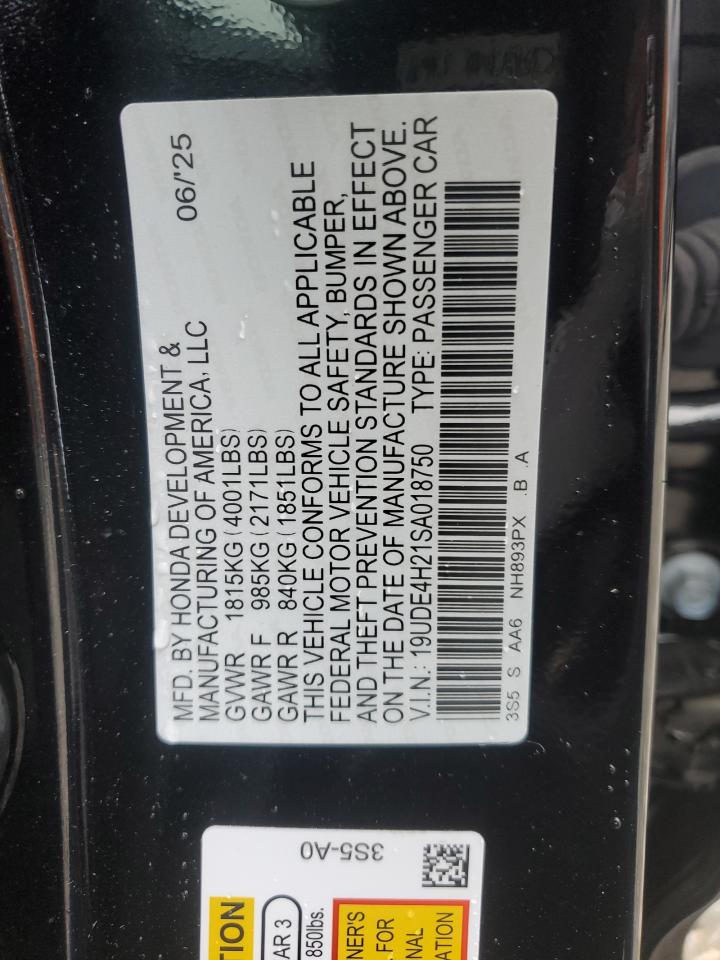 06/'25
MFD. BY HONDA DEVELOPMENT &
MANUFACTURING OF AMERICA, LLC
GVWR 1815KG(4001LBS)
GAWR F 985KG(2171LBS)
GAWR R 840KG(1851LBS)
THIS VEHICLE CONFORMS TO ALL APPLICABLE
FEDERAL MOTOR VEHICLE SAFETY, BUMPER,
AND THEFT PREVENTION STANDARDS IN EFFECT
ON THE DATE OF MANUFACTURE SHOWN ABOVE.
V.I.N.: 19UDE4H21SA018750 TYPE: PASSENGER CAR
3S5 S AA6 NH893PX .B .A
3S5-A0
TION
AR 3
850lbs.
NER'S
FOR
NAL
ATION